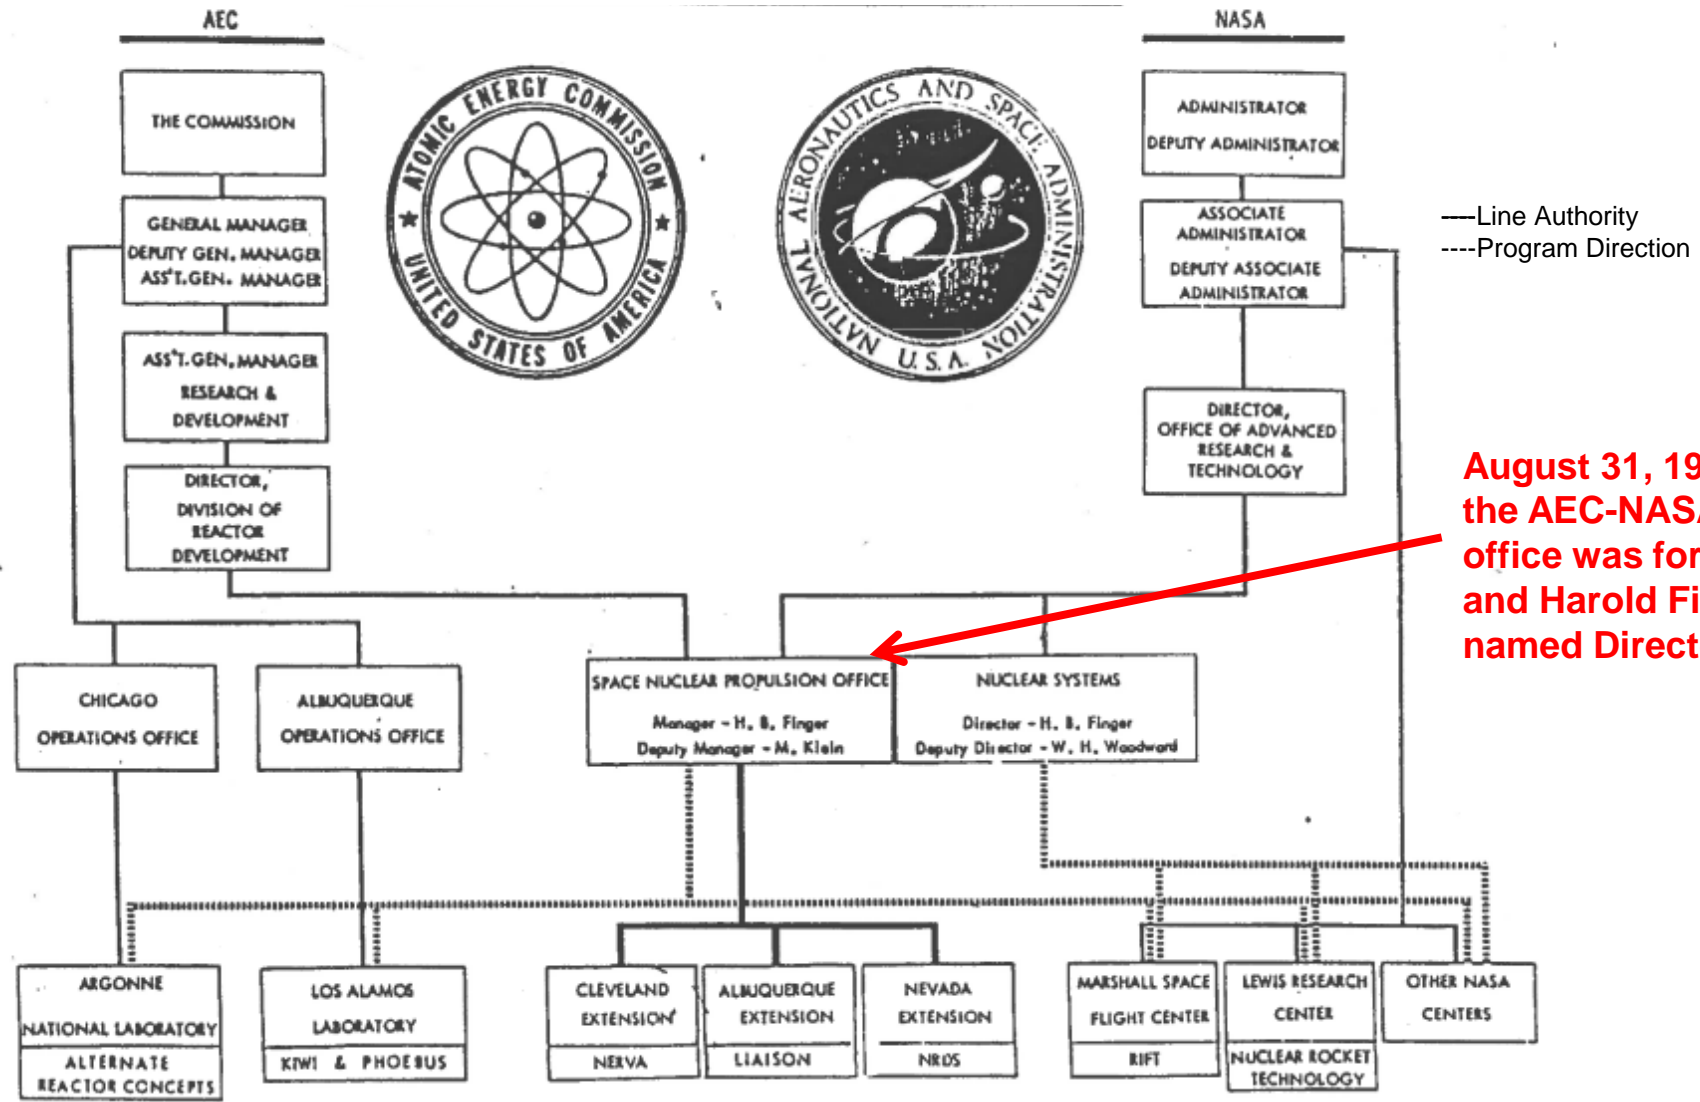 AEC
THE COMMISSION
GENERAL MANAGER
DEPUTY GEN. MANAGER
ASS'T. GEN. MANAGER
ASS'T. GEN. MANAGER
RESEARCH &
DEVELOPMENT
DIRECTOR,
DIVISION OF
REACTOR
DEVELOPMENT
★ ATOMIC ENERGY COMMISSION ★
UNITED STATES OF AMERICA
NATIONAL AERONAUTICS AND SPACE ADMINISTRATION
U.S.A.
NASA
ADMINISTRATOR
DEPUTY ADMINISTRATOR
ASSOCIATE
ADMINISTRATOR
DEPUTY ASSOCIATE
ADMINISTRATOR
DIRECTOR,
OFFICE OF ADVANCED
RESEARCH &
TECHNOLOGY
----Line Authority
----Program Direction
August 31, 19
the AEC-NASA
office was for
and Harold Fi
named Direct
CHICAGO
OPERATIONS OFFICE
ALBUQUERQUE
OPERATIONS OFFICE
SPACE NUCLEAR PROPULSION OFFICE
Manager - H. B. Finger
Deputy Manager - M. Klein
NUCLEAR SYSTEMS
Director - H. B. Finger
Deputy Director - W. H. Woodward
ARGONNE
NATIONAL LABORATORY
ALTERNATE
REACTOR CONCEPTS
LOS ALAMOS
LABORATORY
KIWI & PHOEBUS
CLEVELAND
EXTENSION
NERVA
ALBUQUERQUE
EXTENSION
LIAISON
NEVADA
EXTENSION
NRDS
MARSHALL SPACE
FLIGHT CENTER
RIFT
LEWIS RESEARCH
CENTER
NUCLEAR ROCKET
TECHNOLOGY
OTHER NASA
CENTERS